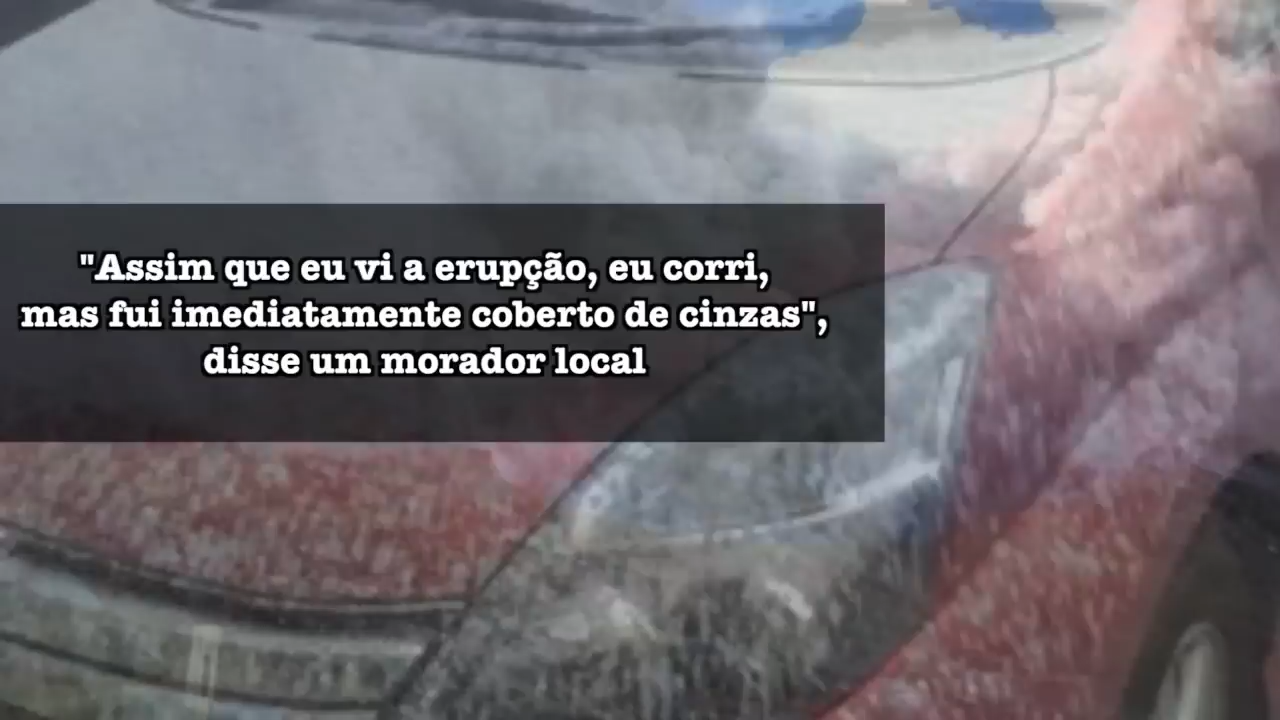 "Assim que eu vi a erupção, eu corri,
mas fui imediatamente coberto de cinzas",
disse um morador local